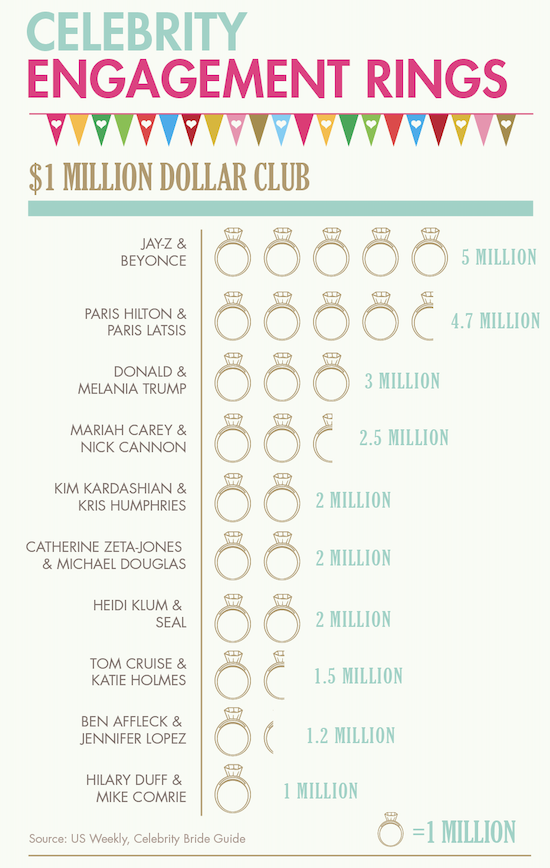 CELEBRITY
ENGAGEMENT RINGS
$1 MILLION DOLLAR CLUB
JAY-Z &
BEYONCE
5 MILLION
PARIS HILTON &
PARIS LATSIS
4.7 MILLION
DONALD &
MELANIA TRUMP
3 MILLION
MARIAH CAREY &
NICK CANNON
2.5 MILLION
KIM KARDASHIAN &
KRIS HUMPHRIES
2 MILLION
CATHERINE ZETA-JONES
& MICHAEL DOUGLAS
2 MILLION
HEIDI KLUM &
SEAL
2 MILLION
TOM CRUISE &
KATIE HOLMES
1.5 MILLION
BEN AFFLECK &
JENNIFER LOPEZ
1.2 MILLION
HILARY DUFF &
MIKE COMRIE
1 MILLION
Source: US Weekly, Celebrity Bride Guide
=1 MILLION